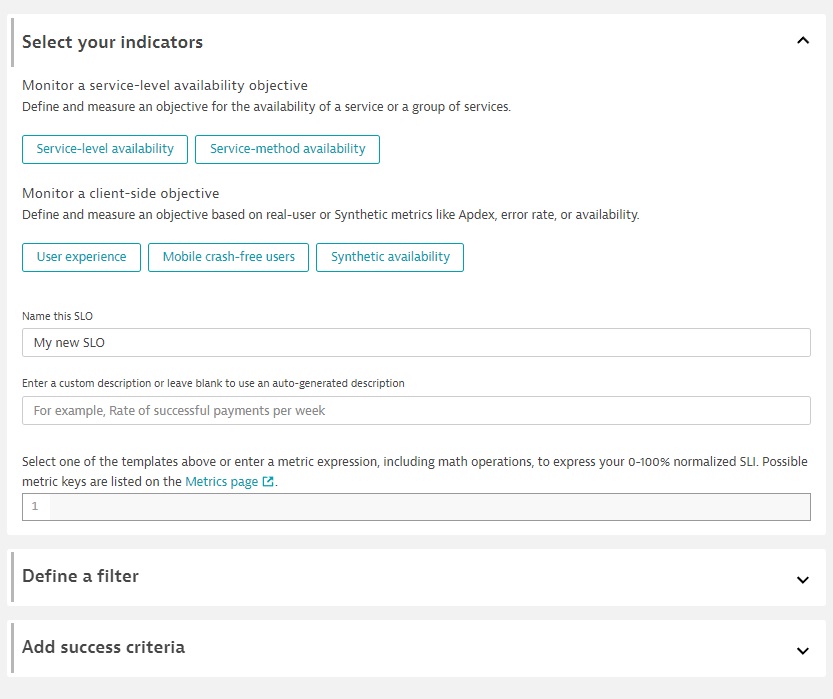 Select your indicators
Monitor a service-level availability objective
Define and measure an objective for the availability of a service or a group of services.
Service-level availability
Service-method availability
Monitor a client-side objective
Define and measure an objective based on real-user or Synthetic metrics like Apdex, error rate, or availability.
User experience
Mobile crash-free users
Synthetic availability
Name this SLO
My new SLO
Enter a custom description or leave blank to use an auto-generated description
For example, Rate of successful payments per week
Select one of the templates above or enter a metric expression, including math operations, to express your 0-100% normalized SLI. Possible
metric keys are listed on the Metrics page.
1
Define a filter
Add success criteria